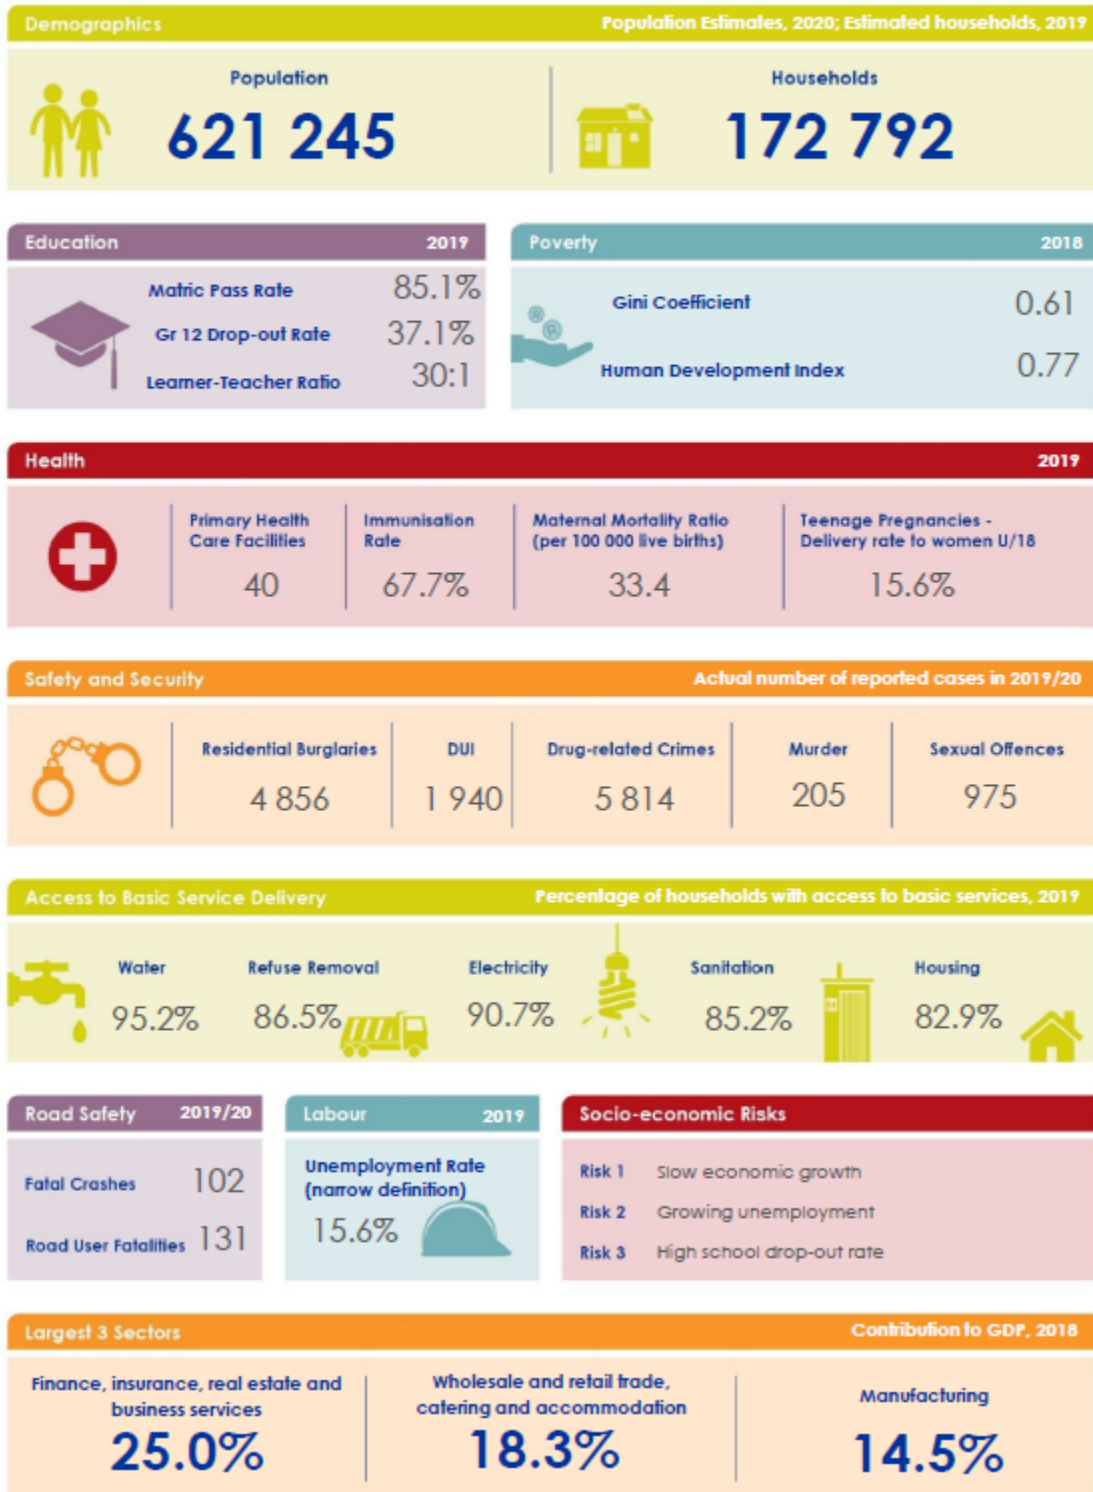 Demographics Population Estimates, 2020; Estimated households, 2019
Population Households
621 245 172 792
Education 2019
Matric Pass Rate 85.1%
Gr 12 Drop-out Rate 37.1%
Learner-Teacher Ratio 30:1
Poverty 2018
Gini Coefficient 0.61
Human Development Index 0.77
Health 2019
Primary Health
Care Facilities
40
Immunisation
Rate
67.7%
Maternal Mortality Ratio
(per 100 000 live births)
33.4
Teenage Pregnancies -
Delivery rate to women U/18
15.6%
Safety and Security Actual number of reported cases in 2019/20
Residential Burglaries DUI Drug-related Crimes Murder Sexual Offences
4 856 1 940 5 814 205 975
Access to Basic Service Delivery Percentage of households with access to basic services, 2019
Water Refuse Removal Electricity Sanitation Housing
95.2% 86.5% 90.7% 85.2% 82.9%
Road Safety 2019/20
Fatal Crashes 102
Road User Fatalities 131
Labour 2019
Unemployment Rate
(narrow definition)
15.6%
Socio-economic Risks
Risk 1 Slow economic growth
Risk 2 Growing unemployment
Risk 3 High school drop-out rate
Largest 3 Sectors Contribution to GDP, 2018
Finance, insurance, real estate and
business services
25.0%
Wholesale and retail trade,
catering and accommodation
18.3%
Manufacturing
14.5%